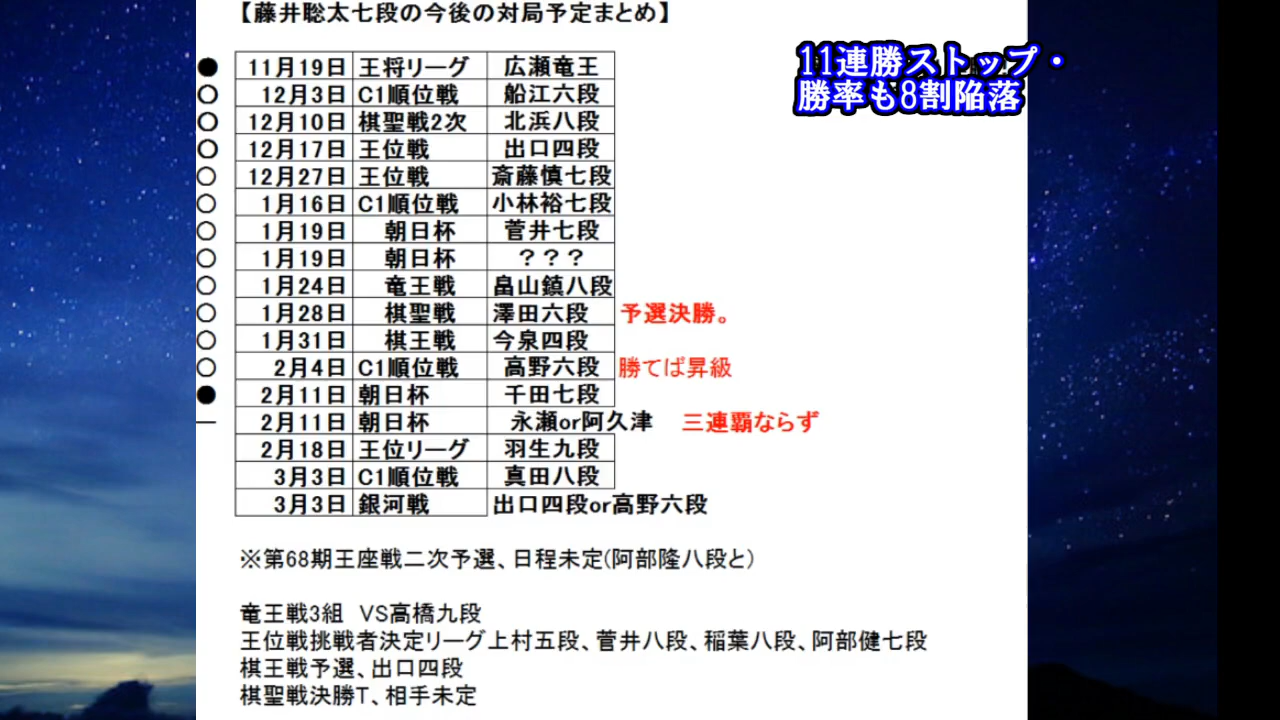 【藤井聡太七段の今後の対局予定まとめ】
11連勝ストップ・
勝率も8割陥落
● 11月19日 王将リーグ 広瀬竜王
○ 12月3日 C1順位戦 船江六段
○ 12月10日 棋聖戦2次 北浜八段
○ 12月17日 王位戦 出口四段
○ 12月27日 王位戦 斎藤慎七段
○ 1月16日 C1順位戦 小林裕七段
○ 1月19日 朝日杯 菅井七段
○ 1月19日 朝日杯 ？？？
○ 1月24日 竜王戦 畠山鎮八段
○ 1月28日 棋聖戦 澤田六段 予選決勝。
○ 1月31日 棋王戦 今泉四段
○ 2月4日 C1順位戦 高野六段 勝てば昇級
● 2月11日 朝日杯 千田七段
― 2月11日 朝日杯 永瀬or阿久津 三連覇ならず
2月18日 王位リーグ 羽生九段
3月3日 C1順位戦 真田八段
3月3日 銀河戦 出口四段or高野六段
※第68期王座戦二次予選、日程未定(阿部隆八段と)
竜王戦3組 VS高橋九段
王位戦挑戦者決定リーグ上村五段、菅井八段、稲葉八段、阿部健七段
棋王戦予選、出口四段
棋聖戦決勝T、相手未定